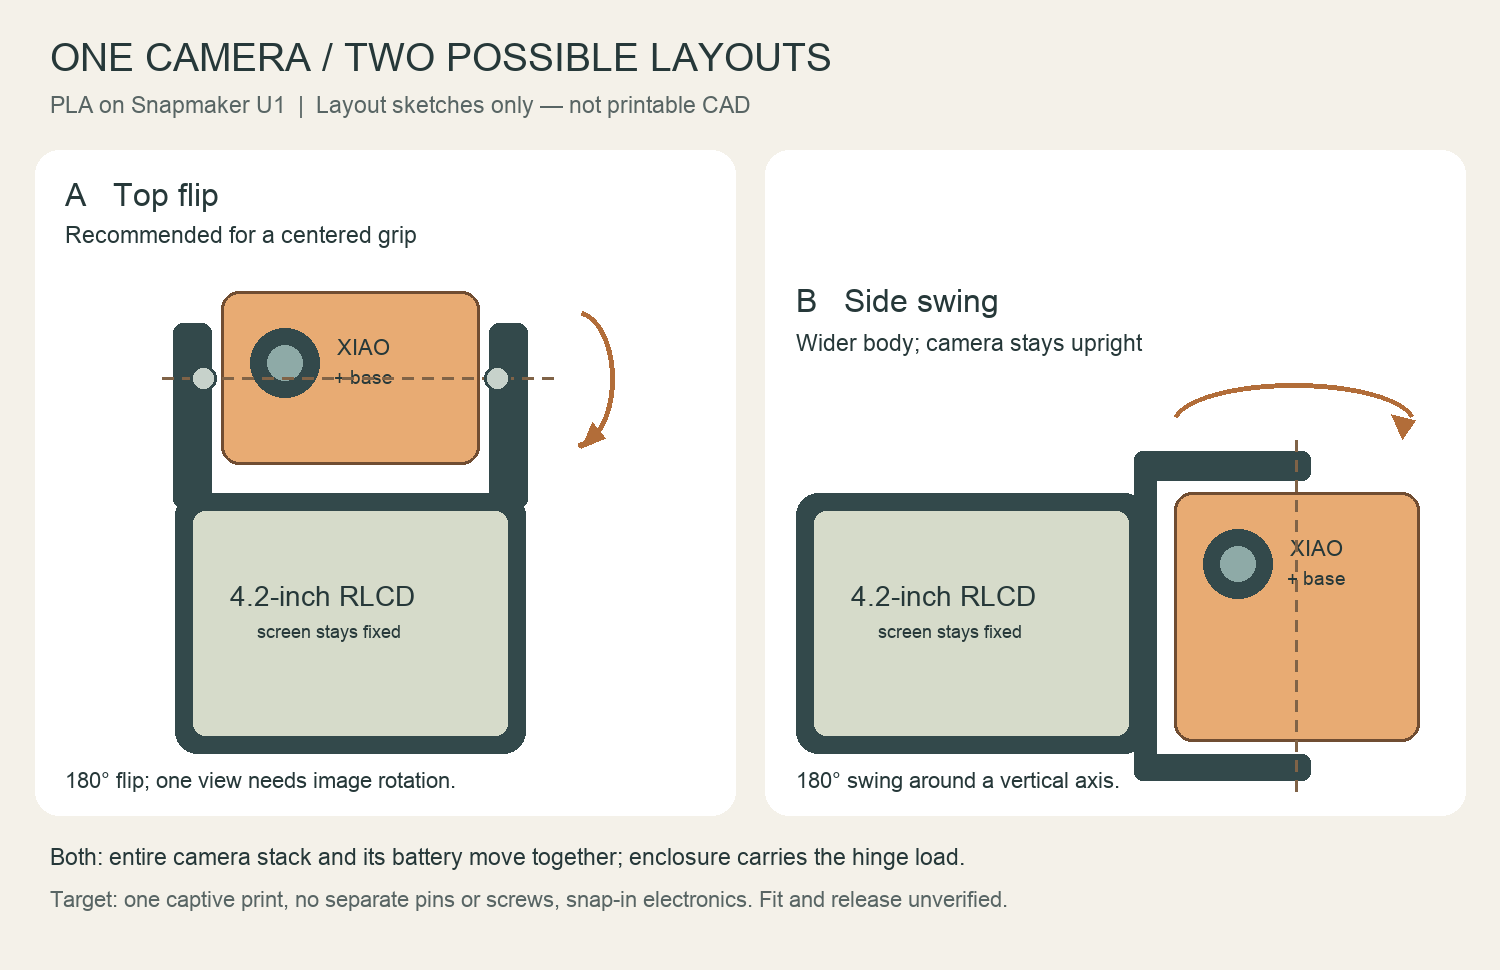 ONE CAMERA / TWO POSSIBLE LAYOUTS
PLA on Snapmaker U1 | Layout sketches only — not printable CAD
A Top flip
Recommended for a centered grip
XIAO
+ base
4.2-inch RLCD
screen stays fixed
180° flip; one view needs image rotation.
B Side swing
Wider body; camera stays upright
XIAO
+ base
4.2-inch RLCD
screen stays fixed
180° swing around a vertical axis.
Both: entire camera stack and its battery move together; enclosure carries the hinge load.
Target: one captive print, no separate pins or screws, snap-in electronics. Fit and release unverified.